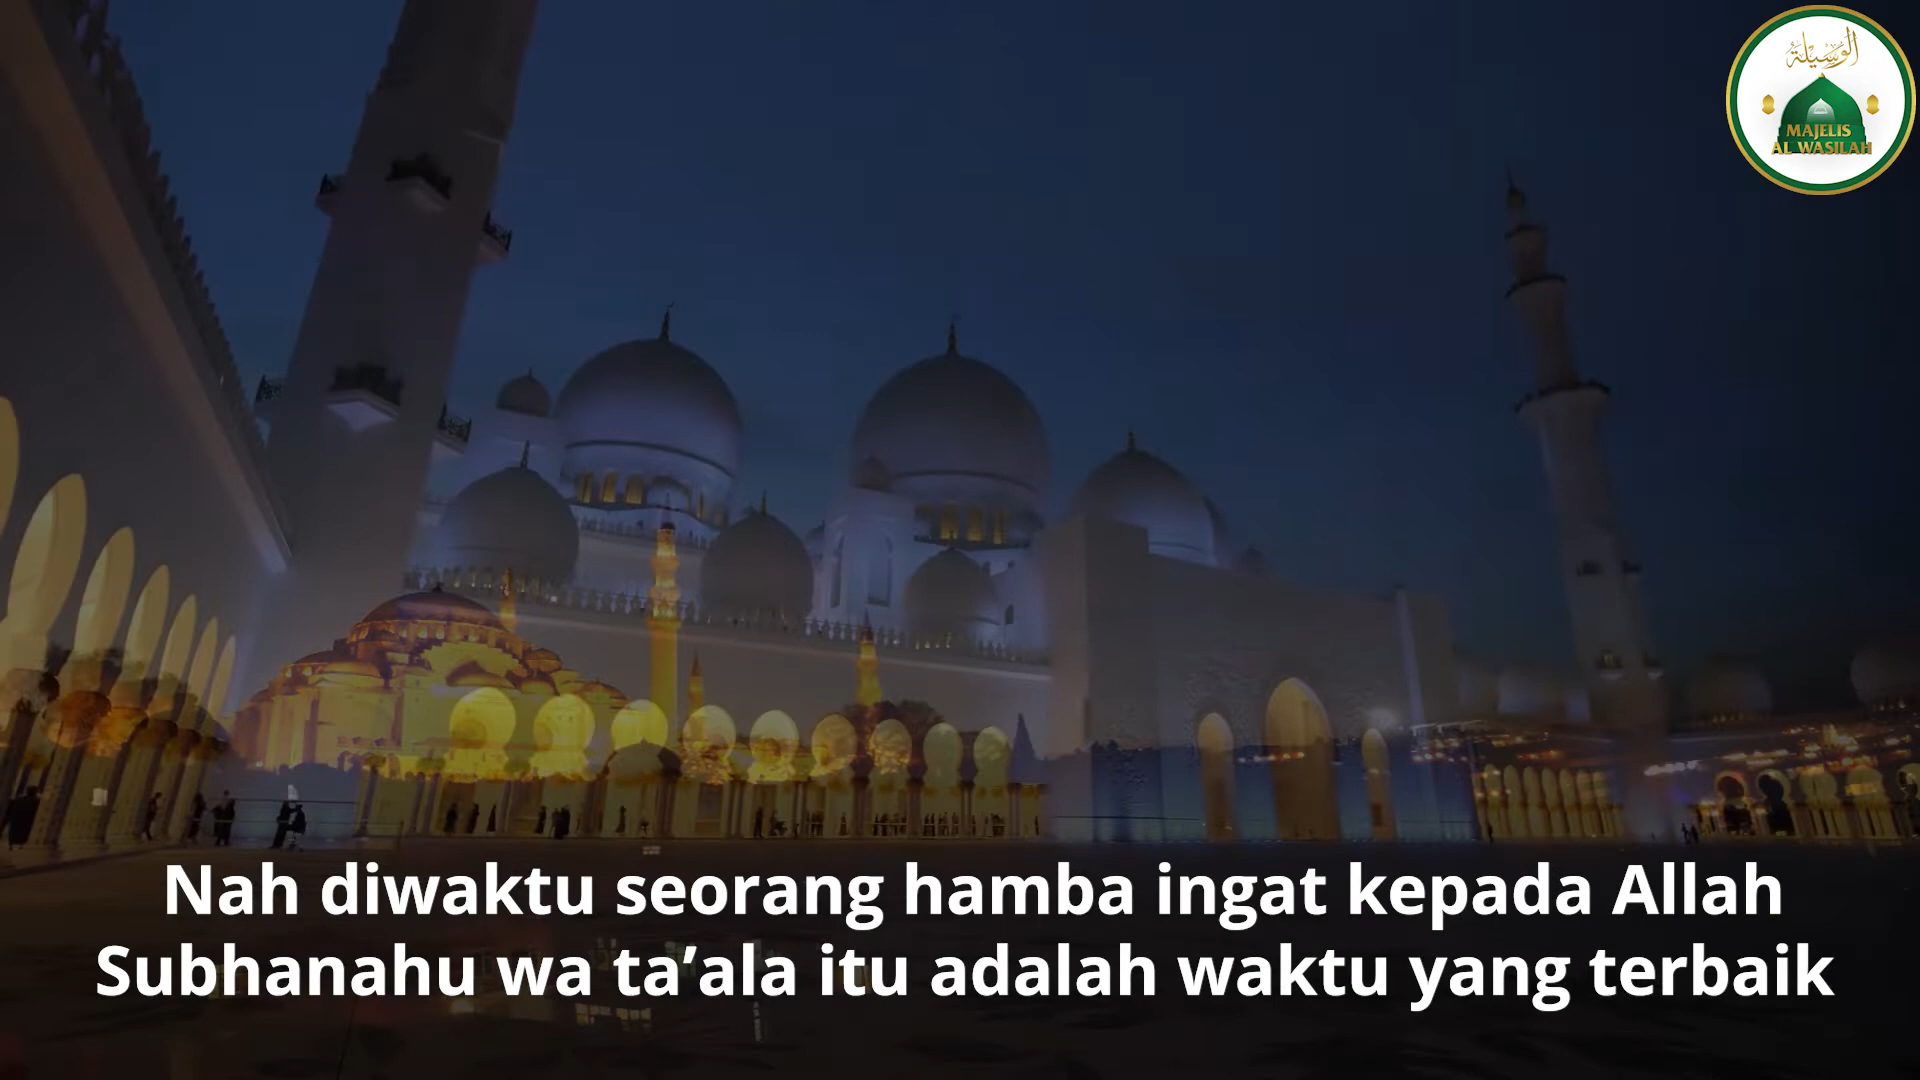 الوسيلة
MAJELIS
AL WASILAH
Nah diwaktu seorang hamba ingat kepada Allah
Subhanahu wa ta’ala itu adalah waktu yang terbaik